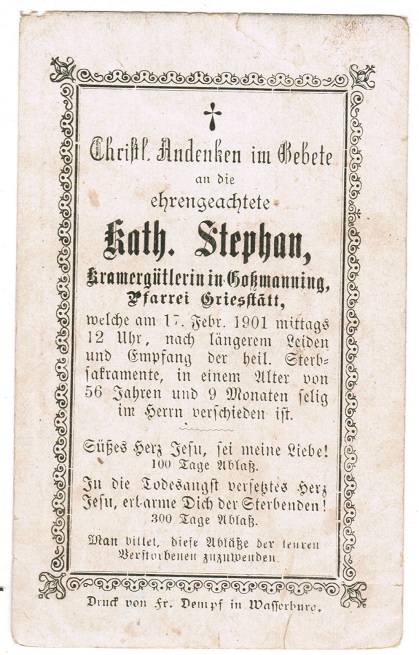 Christl. Andenken im Gebete
an die
ehrengeachtete
Kath. Stephan,
Kramergütlerin in Goßmanning,
Pfarrei Griesstätt,
welche am 17. Febr. 1901 mittags
12 Uhr, nach längerem Leiden
und Empfang der heil. Sterb-
sakramente, in einem Alter von
56 Jahren und 9 Monaten selig
im Herrn verschieden ist.
Süßes Herz Jesu, sei meine Liebe!
100 Tage Ablaß.
In die Todesangst versetztes Herz
Jesu, erbarme Dich der Sterbenden!
300 Tage Ablaß.
Man bittet, diese Abläße der teuren
Verstorbenen zuzuwenden.
Druck von Fr. Dempf in Wasserburg.